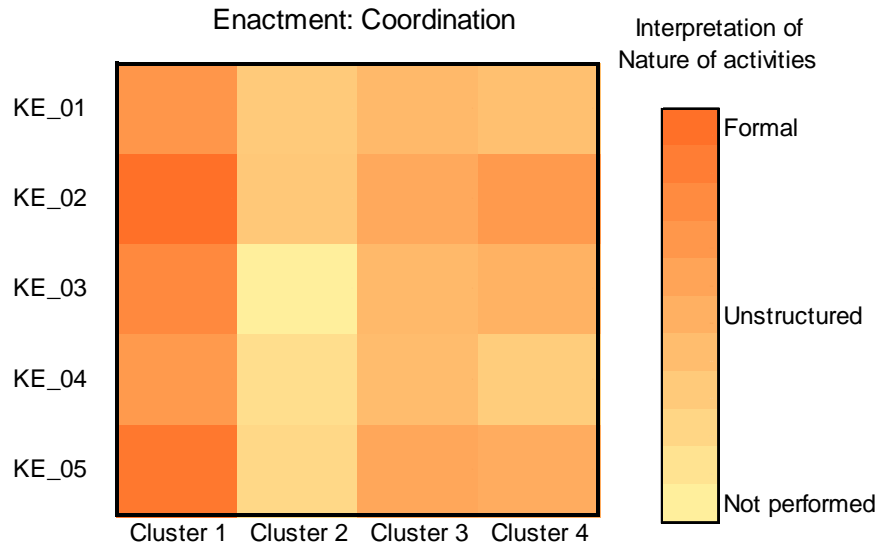 Enactment: Coordination
Interpretation of
Nature of activities
KE_01
KE_02
KE_03
KE_04
KE_05
Cluster 1 Cluster 2 Cluster 3 Cluster 4
Formal
Unstructured
Not performed